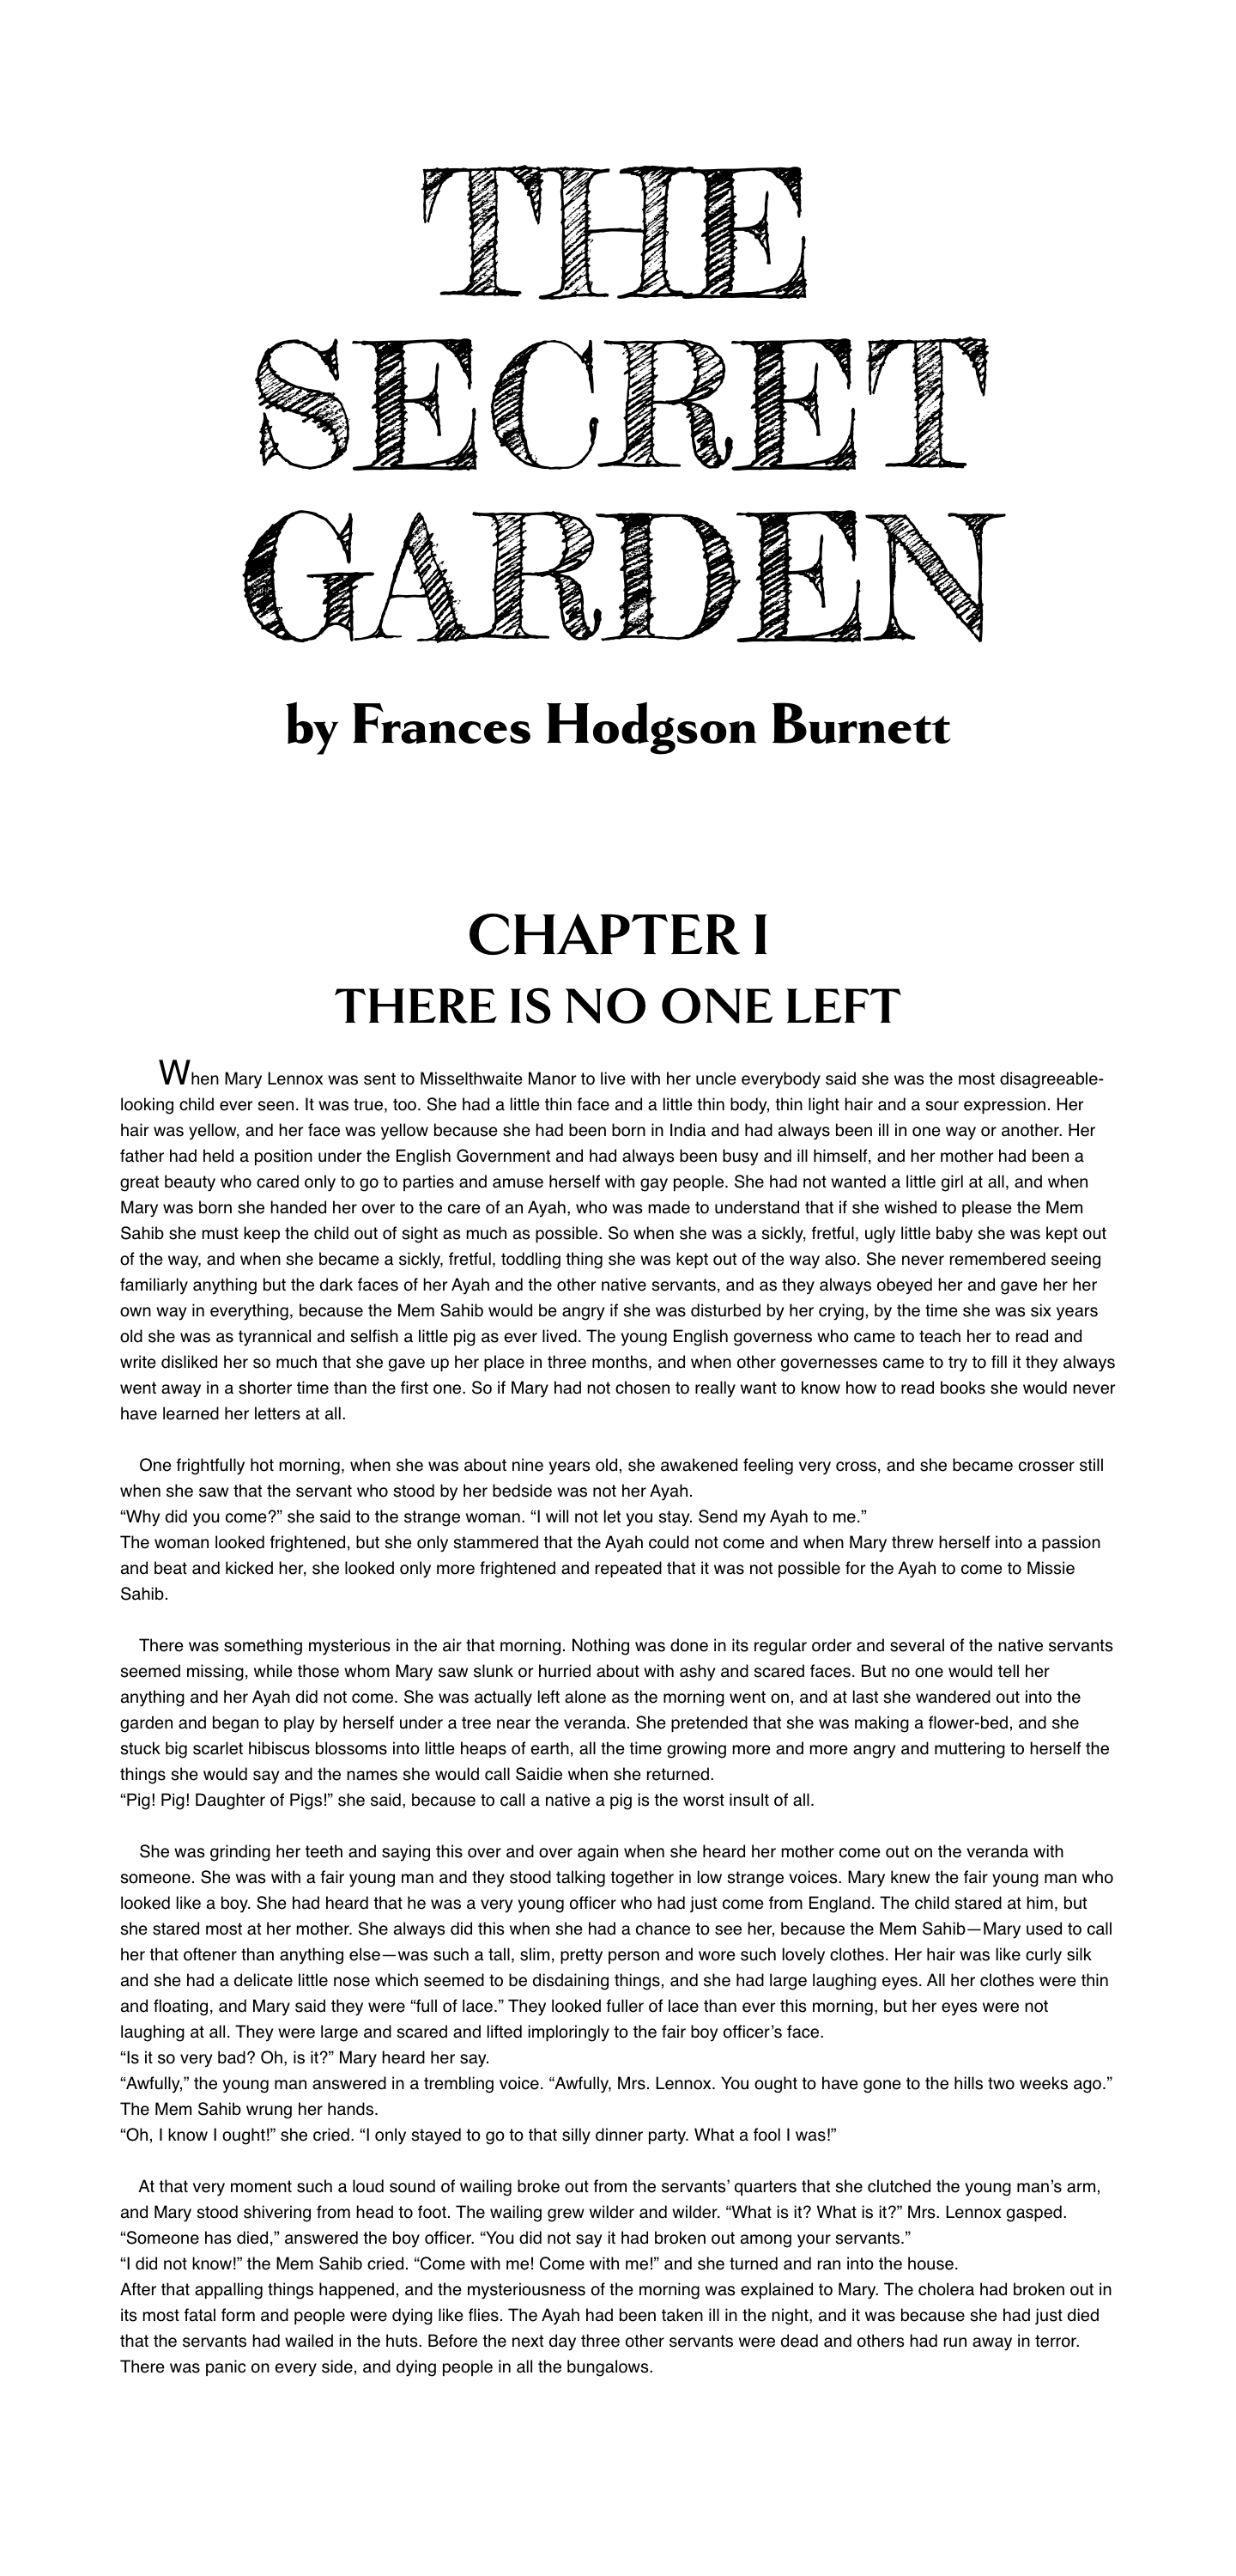 THE
SECRET
GARDEN
by Frances Hodgson Burnett
CHAPTER I
THERE IS NO ONE LEFT
When Mary Lennox was sent to Misselthwaite Manor to live with her uncle everybody said she was the most disagreeable-
looking child ever seen. It was true, too. She had a little thin face and a little thin body, thin light hair and a sour expression. Her
hair was yellow, and her face was yellow because she had been born in India and had always been ill in one way or another. Her
father had held a position under the English Government and had always been busy and ill himself, and her mother had been a
great beauty who cared only to go to parties and amuse herself with gay people. She had not wanted a little girl at all, and when
Mary was born she handed her over to the care of an Ayah, who was made to understand that if she wished to please the Mem
Sahib she must keep the child out of sight as much as possible. So when she was a sickly, fretful, ugly little baby she was kept out
of the way, and when she became a sickly, fretful, toddling thing she was kept out of the way also. She never remembered seeing
familiarly anything but the dark faces of her Ayah and the other native servants, and as they always obeyed her and gave her her
own way in everything, because the Mem Sahib would be angry if she was disturbed by her crying, by the time she was six years
old she was as tyrannical and selfish a little pig as ever lived. The young English governess who came to teach her to read and
write disliked her so much that she gave up her place in three months, and when other governesses came to try to fill it they always
went away in a shorter time than the first one. So if Mary had not chosen to really want to know how to read books she would never
have learned her letters at all.
One frightfully hot morning, when she was about nine years old, she awakened feeling very cross, and she became crosser still
when she saw that the servant who stood by her bedside was not her Ayah.
“Why did you come?” she said to the strange woman. “I will not let you stay. Send my Ayah to me.”
The woman looked frightened, but she only stammered that the Ayah could not come and when Mary threw herself into a passion
and beat and kicked her, she looked only more frightened and repeated that it was not possible for the Ayah to come to Missie
Sahib.
There was something mysterious in the air that morning. Nothing was done in its regular order and several of the native servants
seemed missing, while those whom Mary saw slunk or hurried about with ashy and scared faces. But no one would tell her
anything and her Ayah did not come. She was actually left alone as the morning went on, and at last she wandered out into the
garden and began to play by herself under a tree near the veranda. She pretended that she was making a flower-bed, and she
stuck big scarlet hibiscus blossoms into little heaps of earth, all the time growing more and more angry and muttering to herself the
things she would say and the names she would call Saidie when she returned.
“Pig! Pig! Daughter of Pigs!” she said, because to call a native a pig is the worst insult of all.
She was grinding her teeth and saying this over and over again when she heard her mother come out on the veranda with
someone. She was with a fair young man and they stood talking together in low strange voices. Mary knew the fair young man who
looked like a boy. She had heard that he was a very young officer who had just come from England. The child stared at him, but
she stared most at her mother. She always did this when she had a chance to see her, because the Mem Sahib—Mary used to call
her that oftener than anything else—was such a tall, slim, pretty person and wore such lovely clothes. Her hair was like curly silk
and she had a delicate little nose which seemed to be disdaining things, and she had large laughing eyes. All her clothes were thin
and floating, and Mary said they were “full of lace.” They looked fuller of lace than ever this morning, but her eyes were not
laughing at all. They were large and scared and lifted imploringly to the fair boy officer’s face.
“Is it so very bad? Oh, is it?” Mary heard her say.
“Awfully,” the young man answered in a trembling voice. “Awfully, Mrs. Lennox. You ought to have gone to the hills two weeks ago.”
The Mem Sahib wrung her hands.
“Oh, I know I ought!” she cried. “I only stayed to go to that silly dinner party. What a fool I was!”
At that very moment such a loud sound of wailing broke out from the servants’ quarters that she clutched the young man’s arm,
and Mary stood shivering from head to foot. The wailing grew wilder and wilder. “What is it? What is it?” Mrs. Lennox gasped.
“Someone has died,” answered the boy officer. “You did not say it had broken out among your servants.”
“I did not know!” the Mem Sahib cried. “Come with me! Come with me!” and she turned and ran into the house.
After that appalling things happened, and the mysteriousness of the morning was explained to Mary. The cholera had broken out in
its most fatal form and people were dying like flies. The Ayah had been taken ill in the night, and it was because she had just died
that the servants had wailed in the huts. Before the next day three other servants were dead and others had run away in terror.
There was panic on every side, and dying people in all the bungalows.